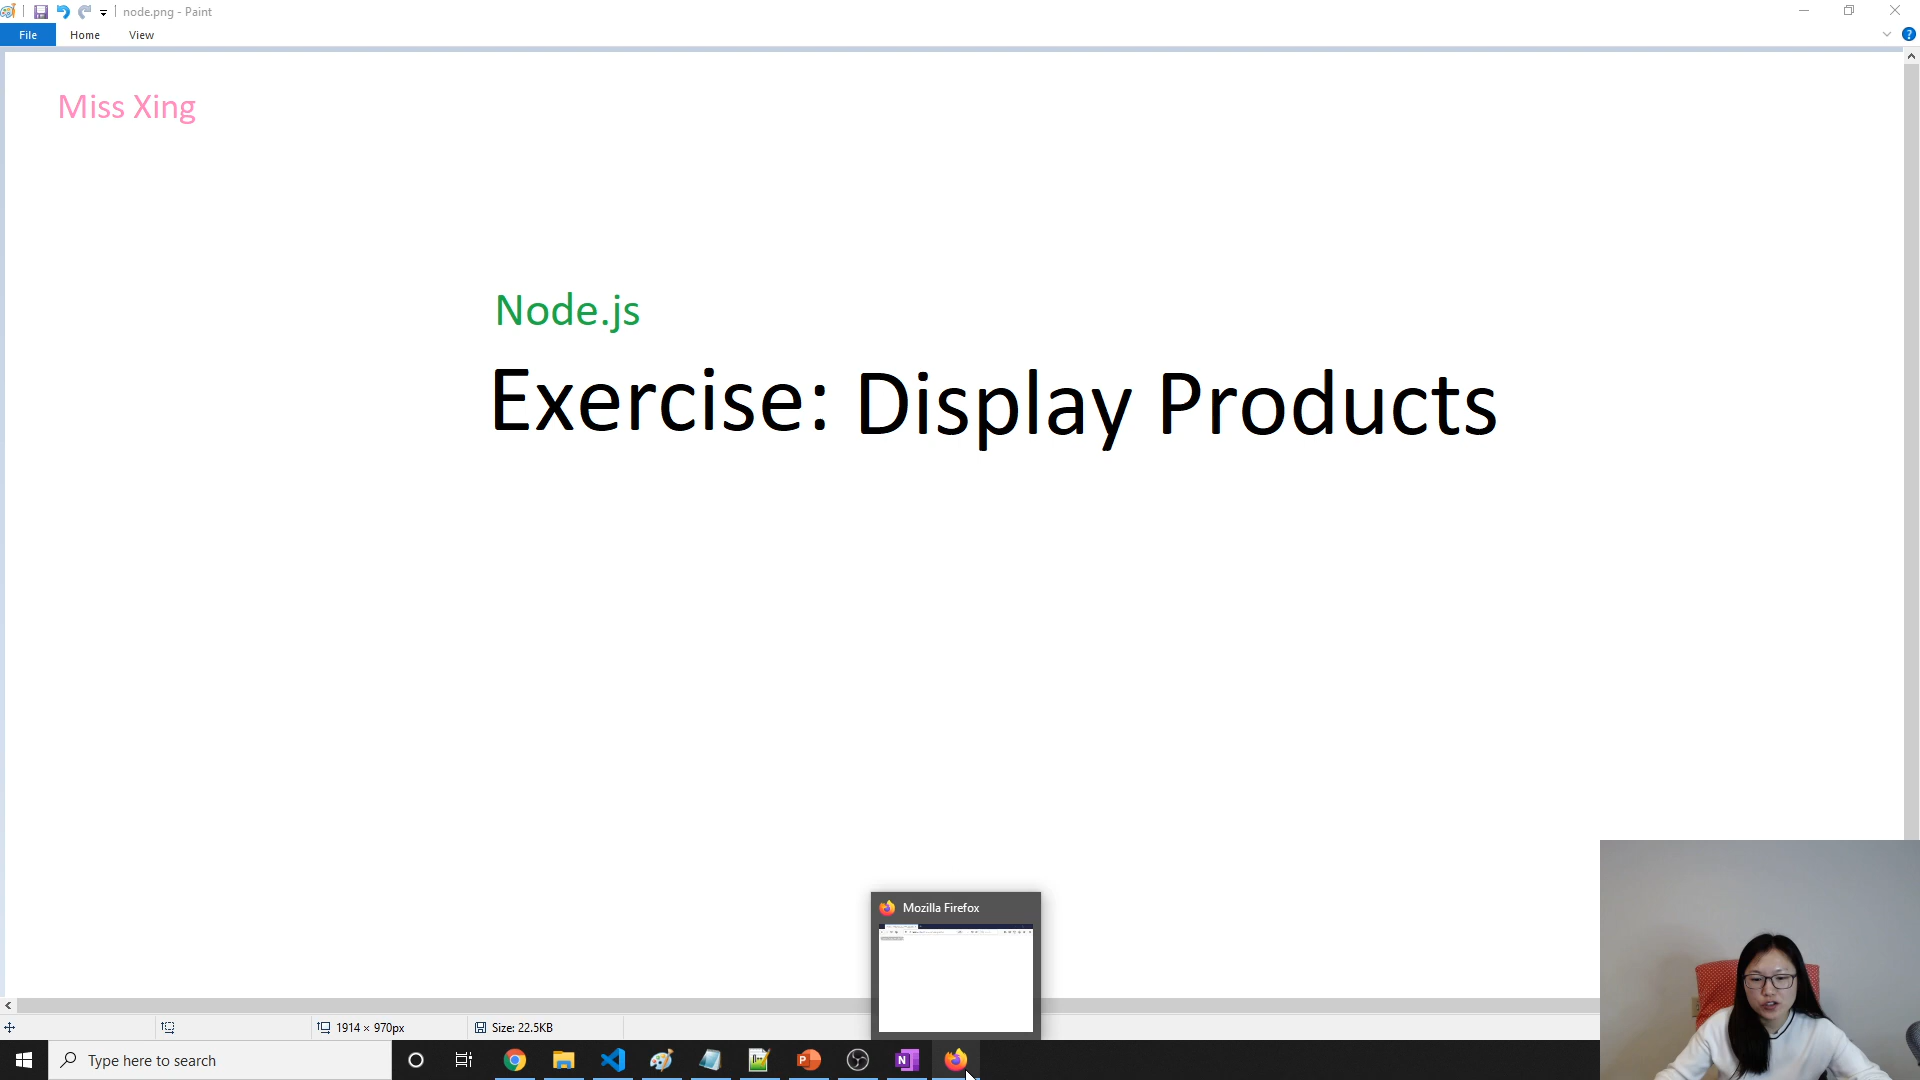 node.png - Paint
File Home View
Miss Xing
Node.js
Exercise: Display Products
Mozilla Firefox
1914 × 970px
Size: 22.5KB
Type here to search